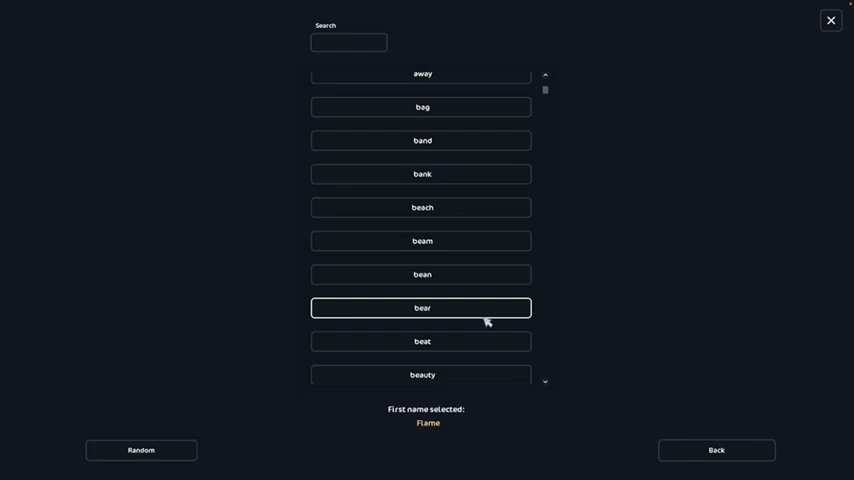 Search
away
bag
band
bank
beach
beam
bean
bear
beat
beauty
First name selected:
Flame
Random
Back